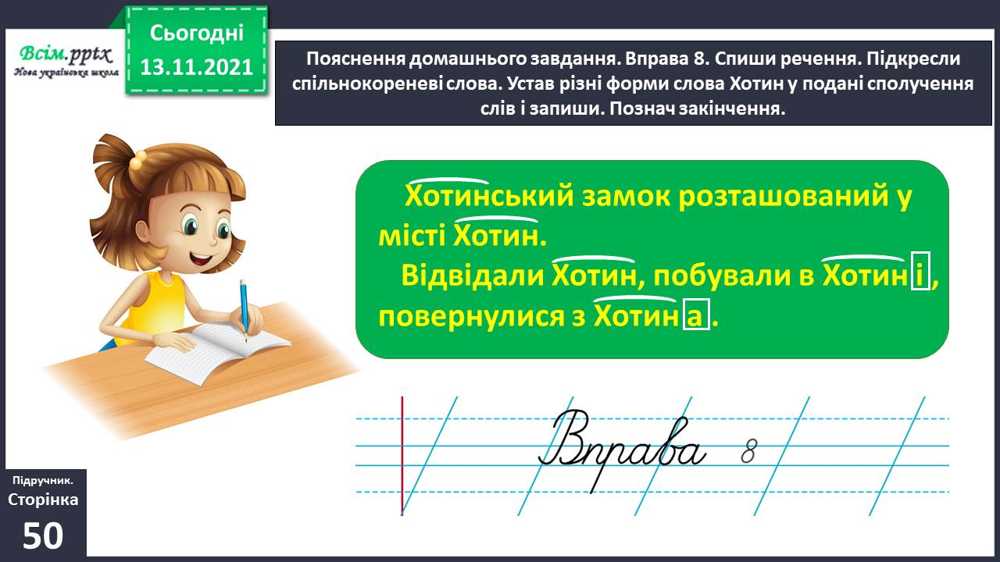 Всім.pptx
Нова українська школа
Сьогодні
13.11.2021
Пояснення домашнього завдання. Вправа 8. Спиши речення. Підкресли
спільнокореневі слова. Устав різні форми слова Хотин у подані сполучення
слів і запиши. Познач закінчення.
Хотинський замок розташований у
місті Хотин.
Відвідали Хотин, побували в Хотині,
повернулися з Хотина.
Вправа 8
Підручник.
Сторінка
50